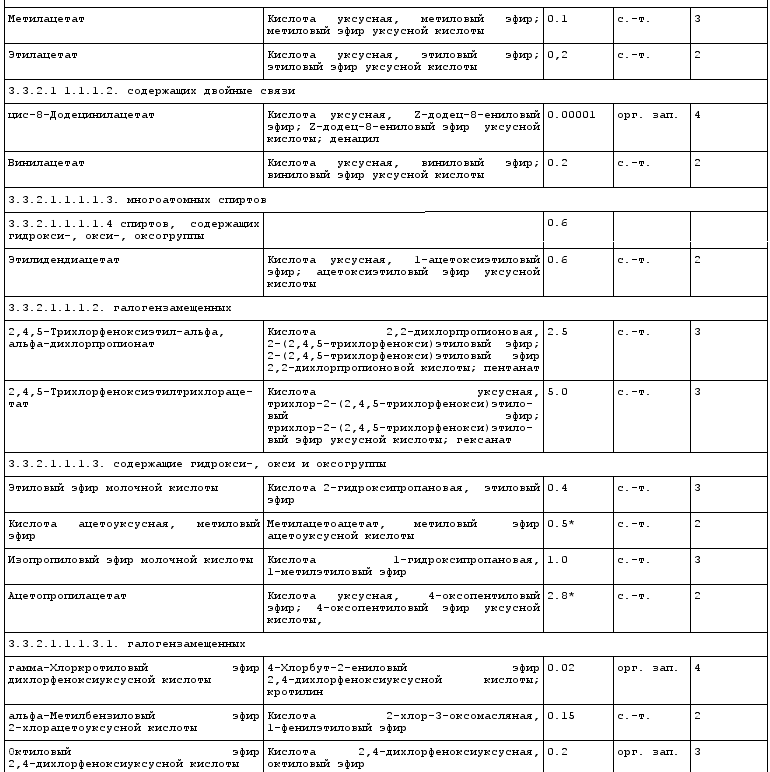 Метилацетат
Кислота уксусная, метиловый эфир;
метиловый эфир уксусной кислоты
0.1
с.-т.
3
Этилацетат
Кислота уксусная, этиловый эфир;
этиловый эфир уксусной кислоты
0,2
с.-т.
2
3.3.2.1 1.1.1.2. содержащих двойные связи
цис-8-Додецинилацетат
Кислота уксусная, Z-додец-8-ениловый
эфир; Z-додец-8-ениловый эфир уксусной
кислоты; денацил
0.00001
орг. зап.
4
Винилацетат
Кислота уксусная, виниловый эфир;
виниловый эфир уксусной кислоты
0.2
с.-т.
2
3.3.2.1.1.1.1.3. многоатомных спиртов
3.3.2.1.1.1.1.4 спиртов, содержащих
гидрокси-, окси-, оксогруппы
0.6
Этилидендиацетат
Кислота уксусная, 1-ацетоксиэтиловый
эфир; ацетоксиэтиловый эфир уксусной
кислоты
0.6
с.-т.
2
3.3.2.1.1.1.2. галогензамещенных
2,4,5-Трихлорфеноксиэтил-альфа,
альфа-дихлорпропионат
Кислота 2,2-дихлорпропионовая,
2-(2,4,5-трихлорфенокси)этиловый эфир;
2-(2,4,5-трихлорфенокси)этиловый эфир
2,2-дихлорпропионовой кислоты; пентанат
2.5
с.-т.
3
2,4,5-Трихлорфеноксиэтилтрихлораце-
тат
Кислота уксусная,
трихлор-2-(2,4,5-трихлорфенокси)этило-
вый эфир;
трихлор-2-(2,4,5-трихлорфенокси)этило-
вый эфир уксусной кислоты; гексанат
5.0
с.-т.
3
3.3.2.1.1.1.3. содержащие гидрокси-, окси и оксогруппы
Этиловый эфир молочной кислоты
Кислота 2-гидроксипропановая, этиловый
эфир
0.4
с.-т.
3
Кислота ацетоуксусная, метиловый
эфир
Метилацетоацетат, метиловый эфир
ацетоуксусной кислоты
0.5*
с.-т.
2
Изопропиловый эфир молочной кислоты
Кислота 1-гидроксипропановая,
1-метилэтиловый эфир
1.0
с.-т.
3
Ацетопропилацетат
Кислота уксусная, 4-оксопентиловый
эфир; 4-оксопентиловый эфир уксусной
кислоты,
2.8*
с.-т.
2
3.3.2.1.1.1.3.1. галогензамещенных
гамма-Хлоркротиловый эфир
дихлорфеноксиуксусной кислоты
4-Хлорбут-2-ениловый эфир
2,4-дихлорфеноксиуксусной кислоты;
кротилин
0.02
орг. зап.
4
альфа-Метилбензиловый эфир
2-хлорацетоуксусной кислоты
Кислота 2-хлор-3-оксомасляная,
1-фенилэтиловый эфир
0.15
с.-т.
2
Октиловый эфир
2,4-дихлорфеноксиуксусной кислоты
Кислота 2,4-дихлорфеноксиуксусная,
октиловый эфир
0.2
орг. зап.
3